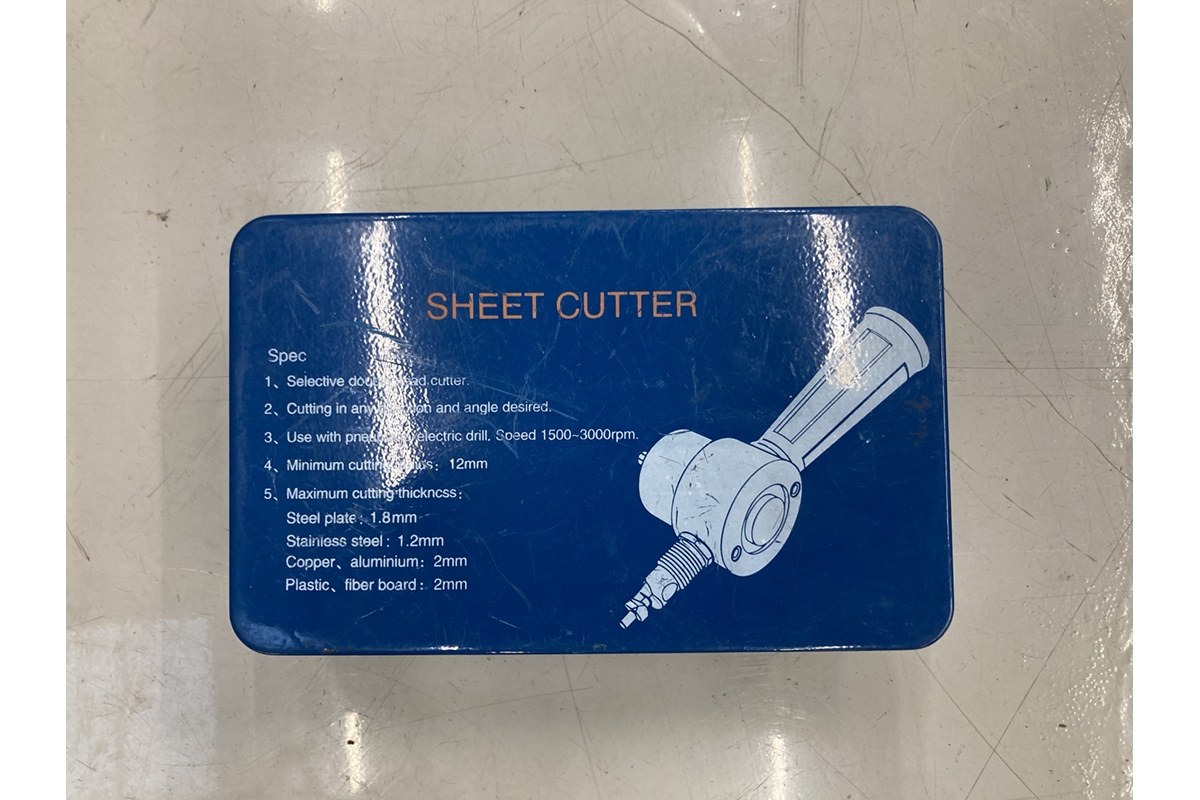 SHEET CUTTER
Spec
1、Selective head cutter.
2、Cutting in any and angle desired.
3、Use with electric drill. Speed 1500~3000rpm.
4、Minimum cutting : 12mm
5、Maximum cutting thickncss:
Steel plate: 1.8mm
Stainless steel: 1.2mm
Copper、aluminium: 2mm
Plastic、fiber board: 2mm